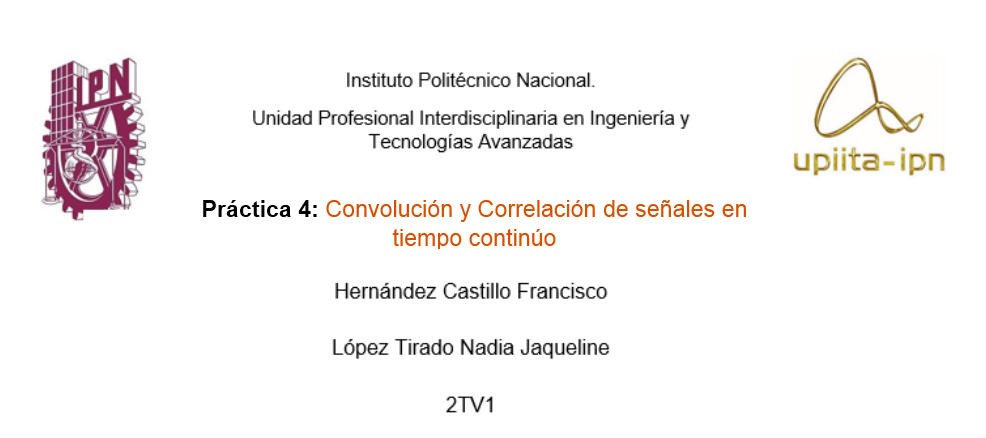 IPN
Instituto Politécnico Nacional.
Unidad Profesional Interdisciplinaria en Ingeniería y
Tecnologías Avanzadas
upiita-ipn
Práctica 4: Convolución y Correlación de señales en
tiempo continúo
Hernández Castillo Francisco
López Tirado Nadia Jaqueline
2TV1